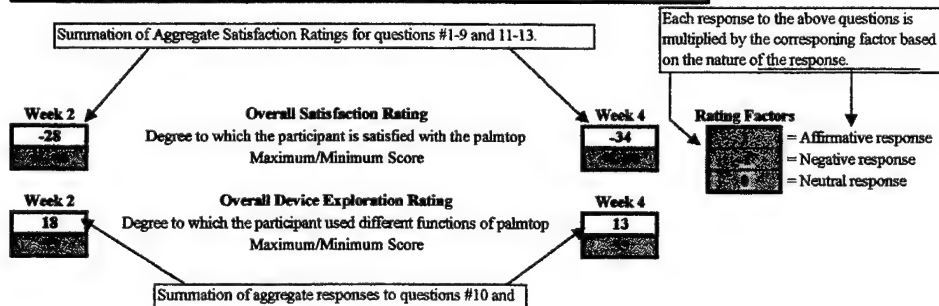 Summation of Aggregate Satisfaction Ratings for questions #1-9 and 11-13.
Each response to the above questions is
multiplied by the corresponing factor based
on the nature of the response.
Week 2
-28
Overall Satisfaction Rating
Degree to which the participant is satisfied with the palmtop
Maximum/Minimum Score
Week 4
-34
Rating Factors
= Affirmative response
= Negative response
0 = Neutral response
Week 2
18
Overall Device Exploration Rating
Degree to which the participant used different functions of palmtop
Maximum/Minimum Score
Week 4
13
Summation of aggregate responses to questions #10 and